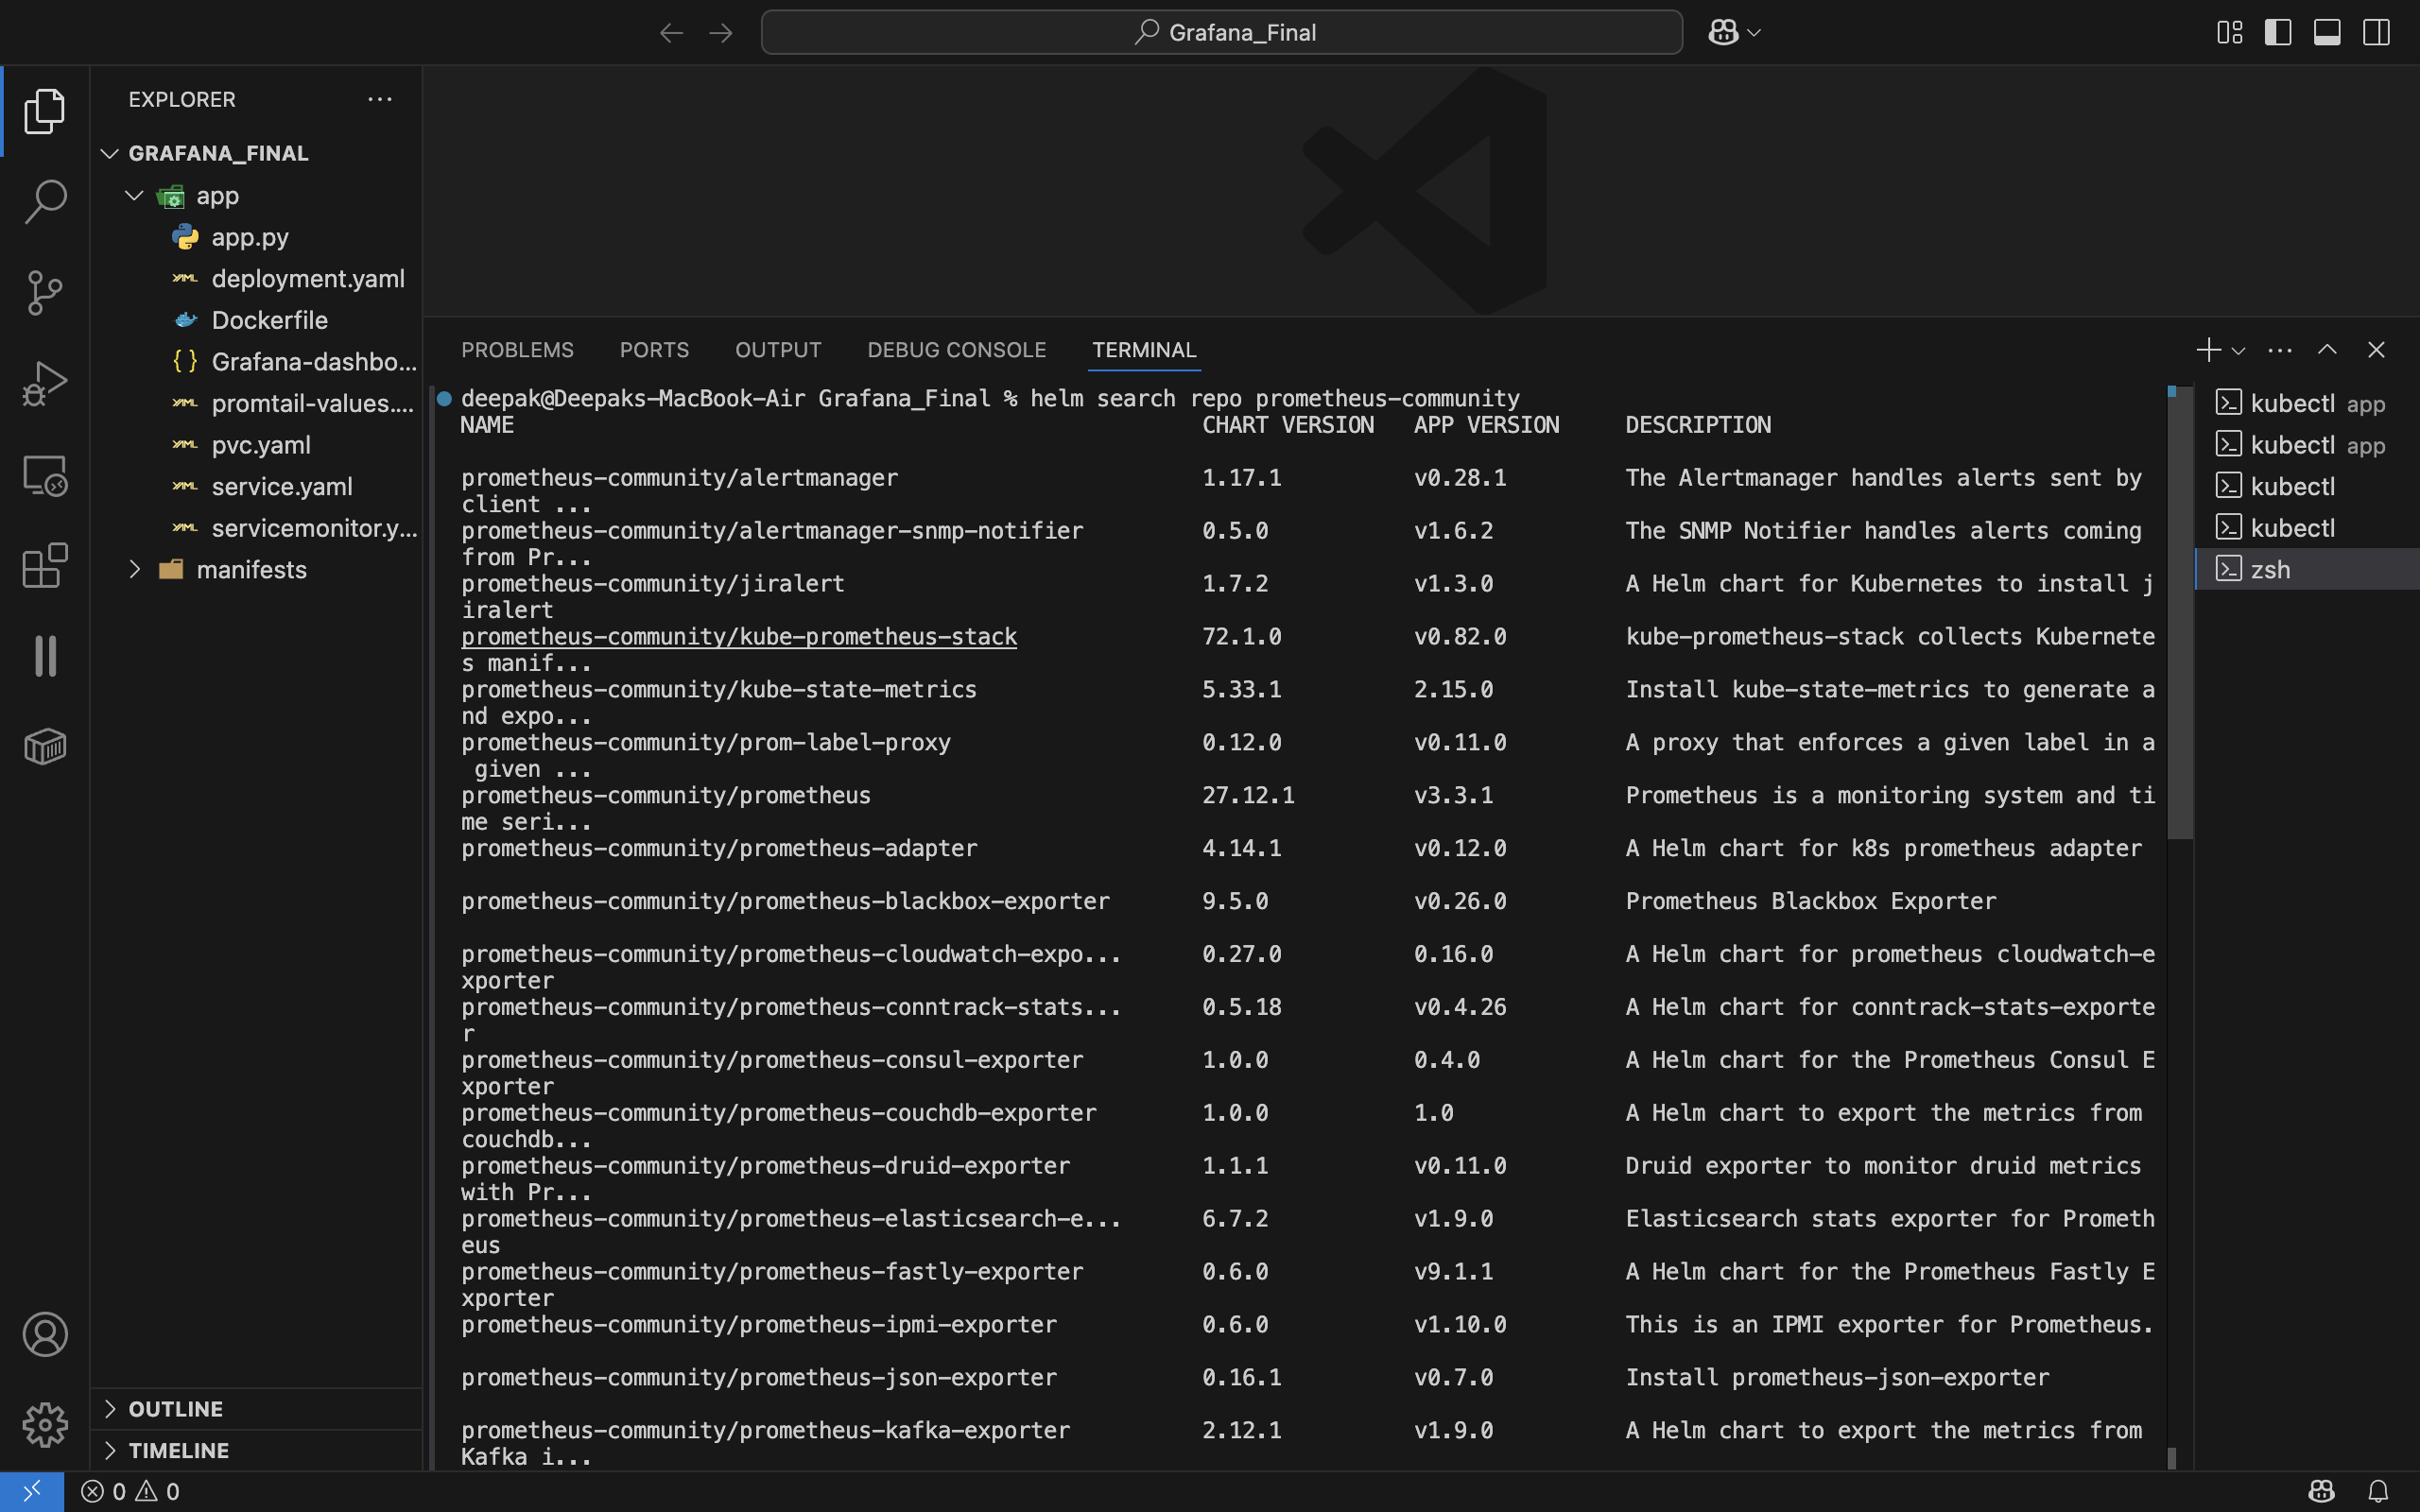 Grafana_Final
EXPLORER
GRAFANA_FINAL
app
app.py
deployment.yaml
Dockerfile
Grafana-dashbo...
promtail-values....
pvc.yaml
service.yaml
servicemonitor.y...
manifests
OUTLINE
TIMELINE
PROBLEMS PORTS OUTPUT DEBUG CONSOLE TERMINAL
deepak@Deepaks-MacBook-Air Grafana_Final % helm search repo prometheus-community
NAME CHART VERSION APP VERSION DESCRIPTION
prometheus-community/alertmanager 1.17.1 v0.28.1 The Alertmanager handles alerts sent by
client ...
prometheus-community/alertmanager-snmp-notifier 0.5.0 v1.6.2 The SNMP Notifier handles alerts coming
from Pr...
prometheus-community/jiralert 1.7.2 v1.3.0 A Helm chart for Kubernetes to install j
iralert
prometheus-community/kube-prometheus-stack 72.1.0 v0.82.0 kube-prometheus-stack collects Kubernete
s manif...
prometheus-community/kube-state-metrics 5.33.1 2.15.0 Install kube-state-metrics to generate a
nd expo...
prometheus-community/prom-label-proxy 0.12.0 v0.11.0 A proxy that enforces a given label in a
given ...
prometheus-community/prometheus 27.12.1 v3.3.1 Prometheus is a monitoring system and ti
me seri...
prometheus-community/prometheus-adapter 4.14.1 v0.12.0 A Helm chart for k8s prometheus adapter
prometheus-community/prometheus-blackbox-exporter 9.5.0 v0.26.0 Prometheus Blackbox Exporter
prometheus-community/prometheus-cloudwatch-expo... 0.27.0 0.16.0 A Helm chart for prometheus cloudwatch-e
xporter
prometheus-community/prometheus-conntrack-stats... 0.5.18 v0.4.26 A Helm chart for conntrack-stats-exporte
r
prometheus-community/prometheus-consul-exporter 1.0.0 0.4.0 A Helm chart for the Prometheus Consul E
xporter
prometheus-community/prometheus-couchdb-exporter 1.0.0 1.0 A Helm chart to export the metrics from
couchdb...
prometheus-community/prometheus-druid-exporter 1.1.1 v0.11.0 Druid exporter to monitor druid metrics
with Pr...
prometheus-community/prometheus-elasticsearch-e... 6.7.2 v1.9.0 Elasticsearch stats exporter for Prometh
eus
prometheus-community/prometheus-fastly-exporter 0.6.0 v9.1.1 A Helm chart for the Prometheus Fastly E
xporter
prometheus-community/prometheus-ipmi-exporter 0.6.0 v1.10.0 This is an IPMI exporter for Prometheus.
prometheus-community/prometheus-json-exporter 0.16.1 v0.7.0 Install prometheus-json-exporter
prometheus-community/prometheus-kafka-exporter 2.12.1 v1.9.0 A Helm chart to export the metrics from
Kafka i...
kubectl app
kubectl app
kubectl
kubectl
zsh
0 0